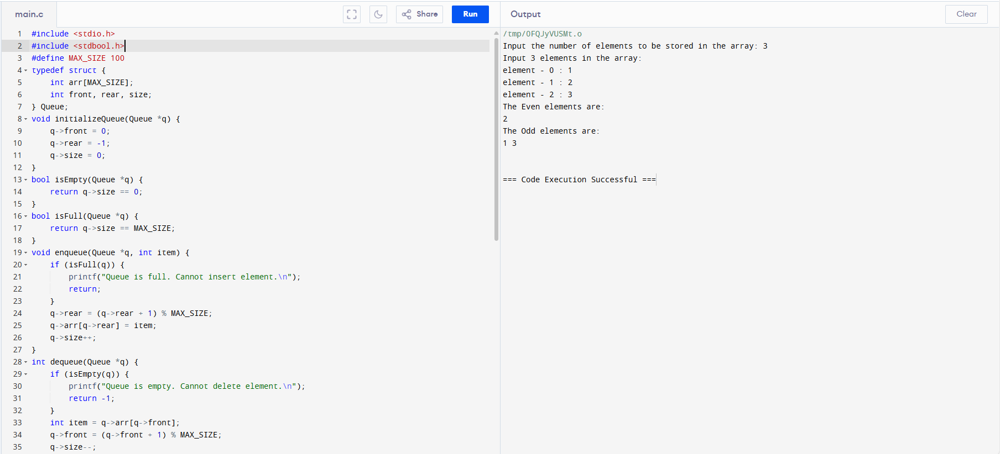 main.c
Share
Run
Output
Clear
1 #include <stdio.h>
2 #include <stdbool.h>
3 #define MAX_SIZE 100
4 typedef struct {
5     int arr[MAX_SIZE];
6     int front, rear, size;
7 } Queue;
8 void initializeQueue(Queue *q) {
9     q->front = 0;
10     q->rear = -1;
11     q->size = 0;
12 }
13 bool isEmpty(Queue *q) {
14     return q->size == 0;
15 }
16 bool isFull(Queue *q) {
17     return q->size == MAX_SIZE;
18 }
19 void enqueue(Queue *q, int item) {
20     if (isFull(q)) {
21         printf("Queue is full. Cannot insert element.\n");
22         return;
23     }
24     q->rear = (q->rear + 1) % MAX_SIZE;
25     q->arr[q->rear] = item;
26     q->size++;
27 }
28 int dequeue(Queue *q) {
29     if (isEmpty(q)) {
30         printf("Queue is empty. Cannot delete element.\n");
31         return -1;
32     }
33     int item = q->arr[q->front];
34     q->front = (q->front + 1) % MAX_SIZE;
35     q->size--;
/tmp/0FQJyVUSMt.o
Input the number of elements to be stored in the array: 3
Input 3 elements in the array:
element - 0 : 1
element - 1 : 2
element - 2 : 3
The Even elements are:
2
The Odd elements are:
1 3
=== Code Execution Successful ===